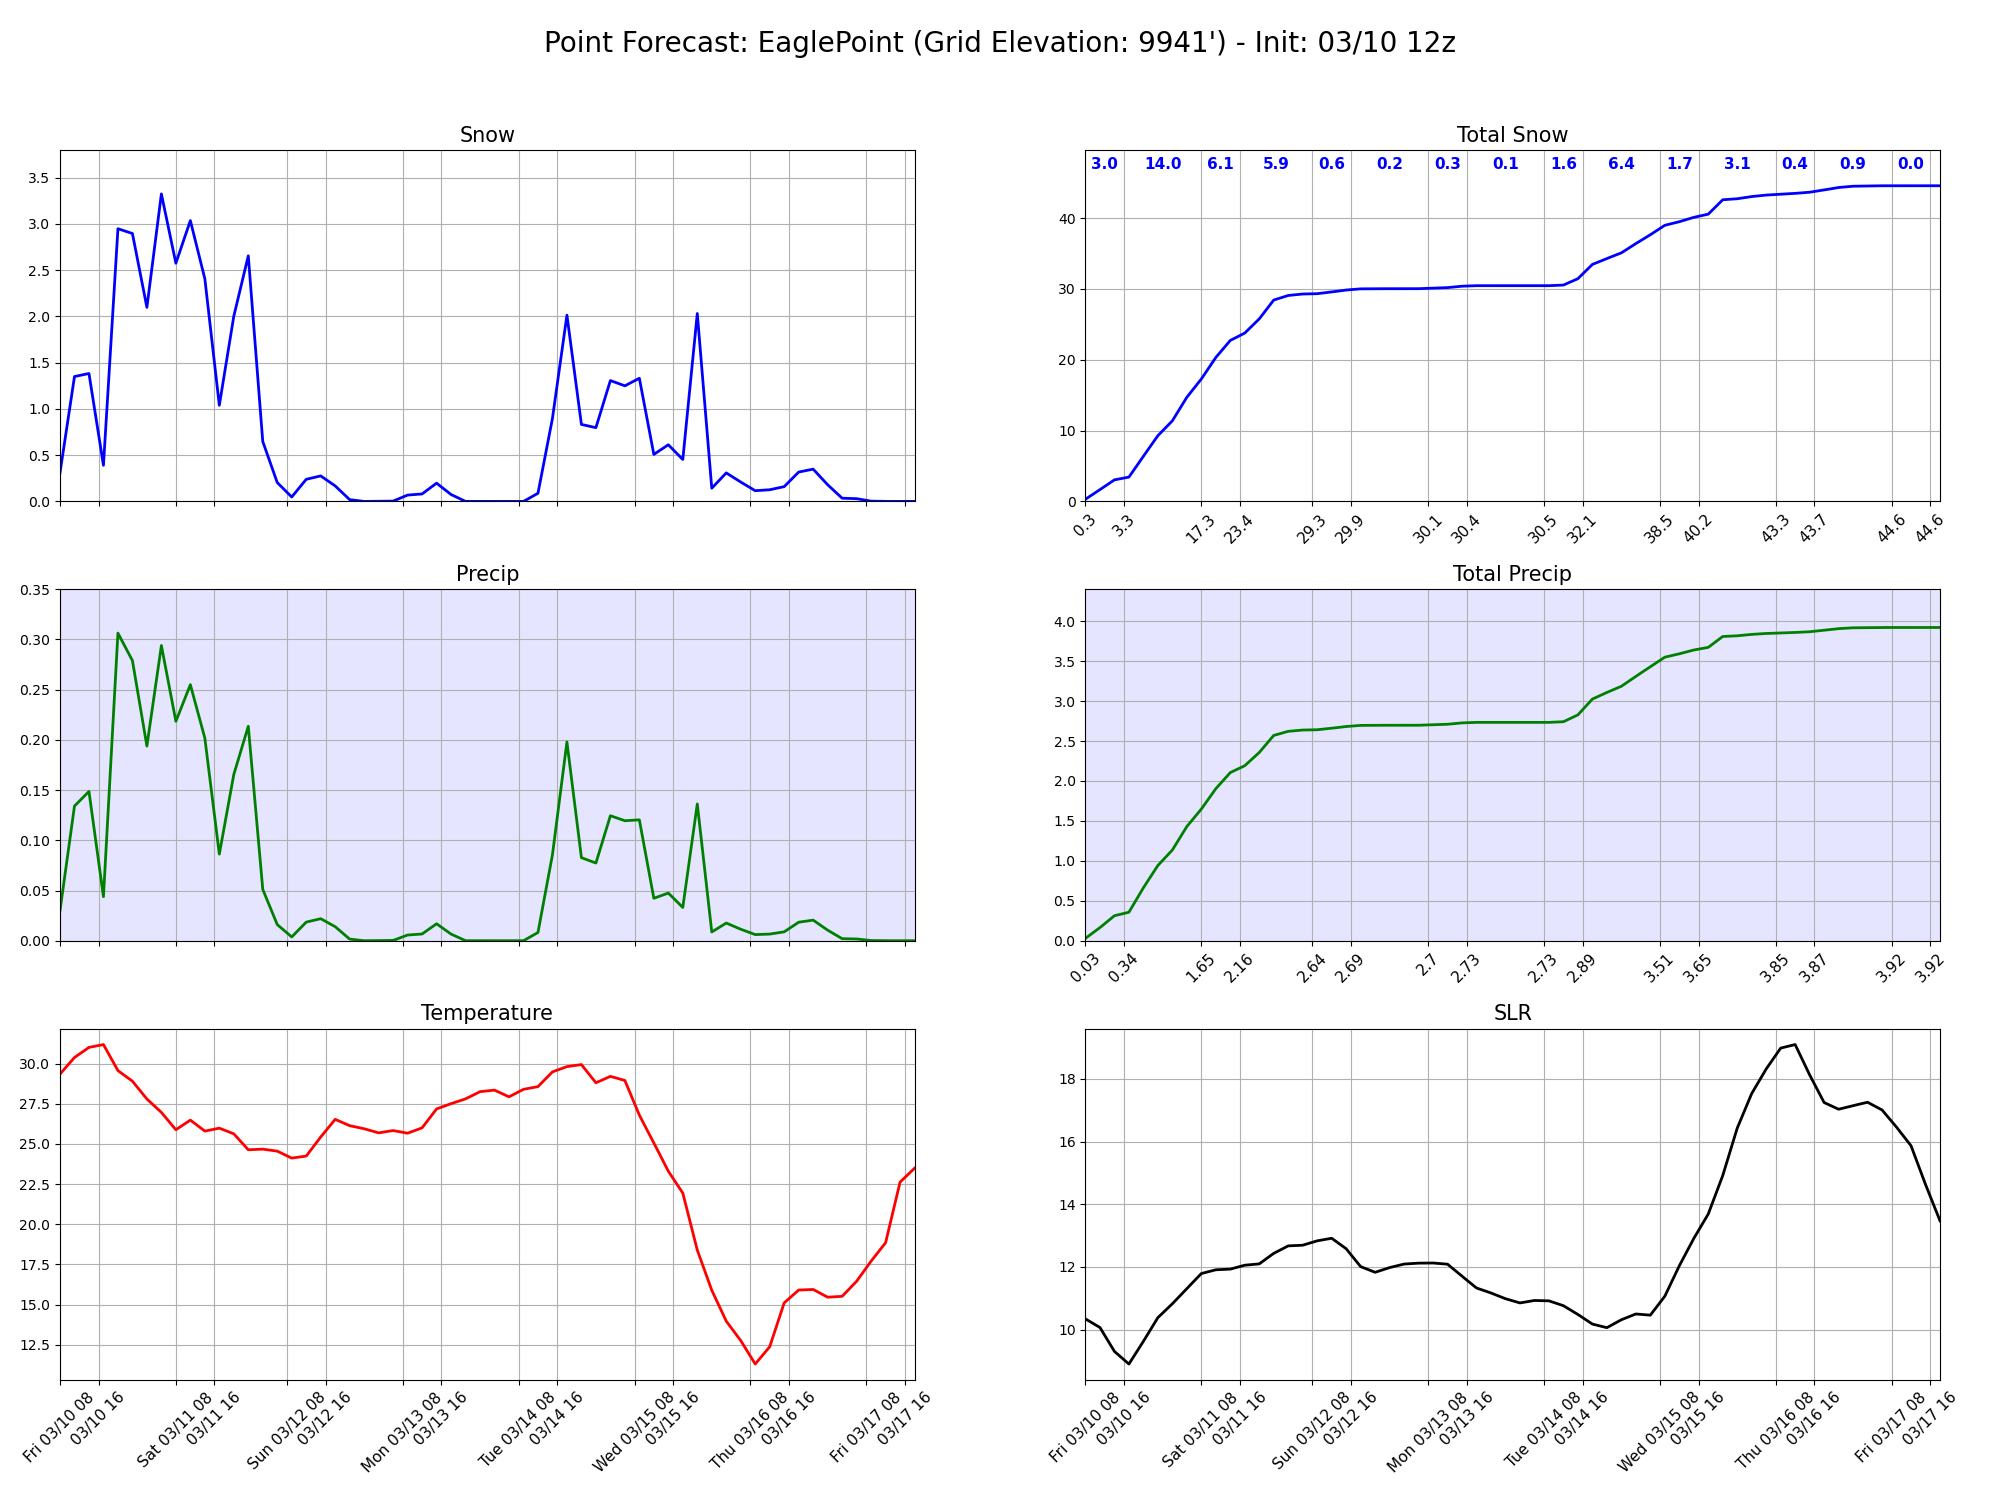 Point Forecast: EaglePoint (Grid Elevation: 9941') - Init: 03/10 12z
Snow
3.5
3.0
2.5
2.0
1.5
1.0
0.5
0.0
Total Snow
3.0 14.0 6.1 5.9 0.6 0.2 0.3 0.1 1.6 6.4 1.7 3.1 0.4 0.9 0.0
40
30
20
10
0
0.3 3.3 17.3 23.4 29.3 29.9 30.1 30.4 30.5 32.1 38.5 40.2 43.3 43.7 44.6 44.6
Precip
0.35
0.30
0.25
0.20
0.15
0.10
0.05
0.00
Total Precip
4.0
3.5
3.0
2.5
2.0
1.5
1.0
0.5
0.0
0.03 0.34 1.65 2.16 2.64 2.69 2.7 2.73 2.73 2.89 3.51 3.65 3.85 3.87 3.92 3.92
Temperature
30.0
27.5
25.0
22.5
20.0
17.5
15.0
12.5
Fri 03/10 08
03/10 16
Sat 03/11 08
03/11 16
Sun 03/12 08
03/12 16
Mon 03/13 08
03/13 16
Tue 03/14 08
03/14 16
Wed 03/15 08
03/15 16
Thu 03/16 08
03/16 16
Fri 03/17 08
03/17 16
SLR
18
16
14
12
10
Fri 03/10 08
03/10 16
Sat 03/11 08
03/11 16
Sun 03/12 08
03/12 16
Mon 03/13 08
03/13 16
Tue 03/14 08
03/14 16
Wed 03/15 08
03/15 16
Thu 03/16 08
03/16 16
Fri 03/17 08
03/17 16